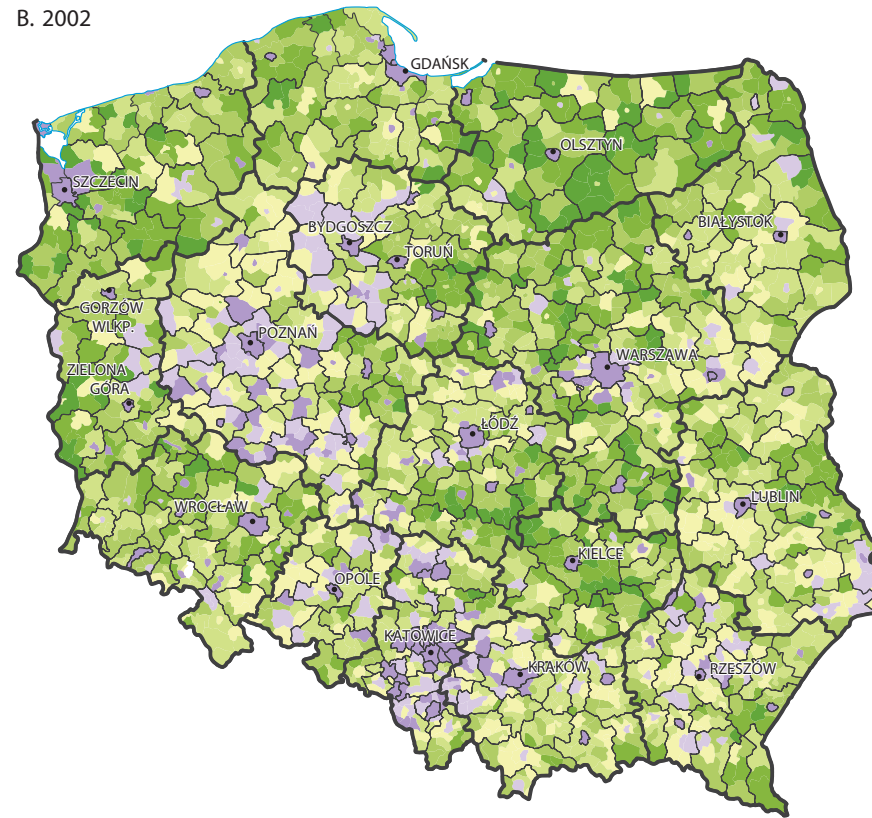 B. 2002
GDAŃSK
OLSZTYN
SZCZECIN
BIAŁYSTOK
BYDGOSZCZ
TORUŃ
GORZÓW
WLKP.
POZNAŃ
WARSZAWA
ZIELONA
GÓRA
ŁÓDŹ
WROCŁAW
LUBLIN
KIELCE
OPOLE
KATOWICE
KRAKÓW
RZESZÓW